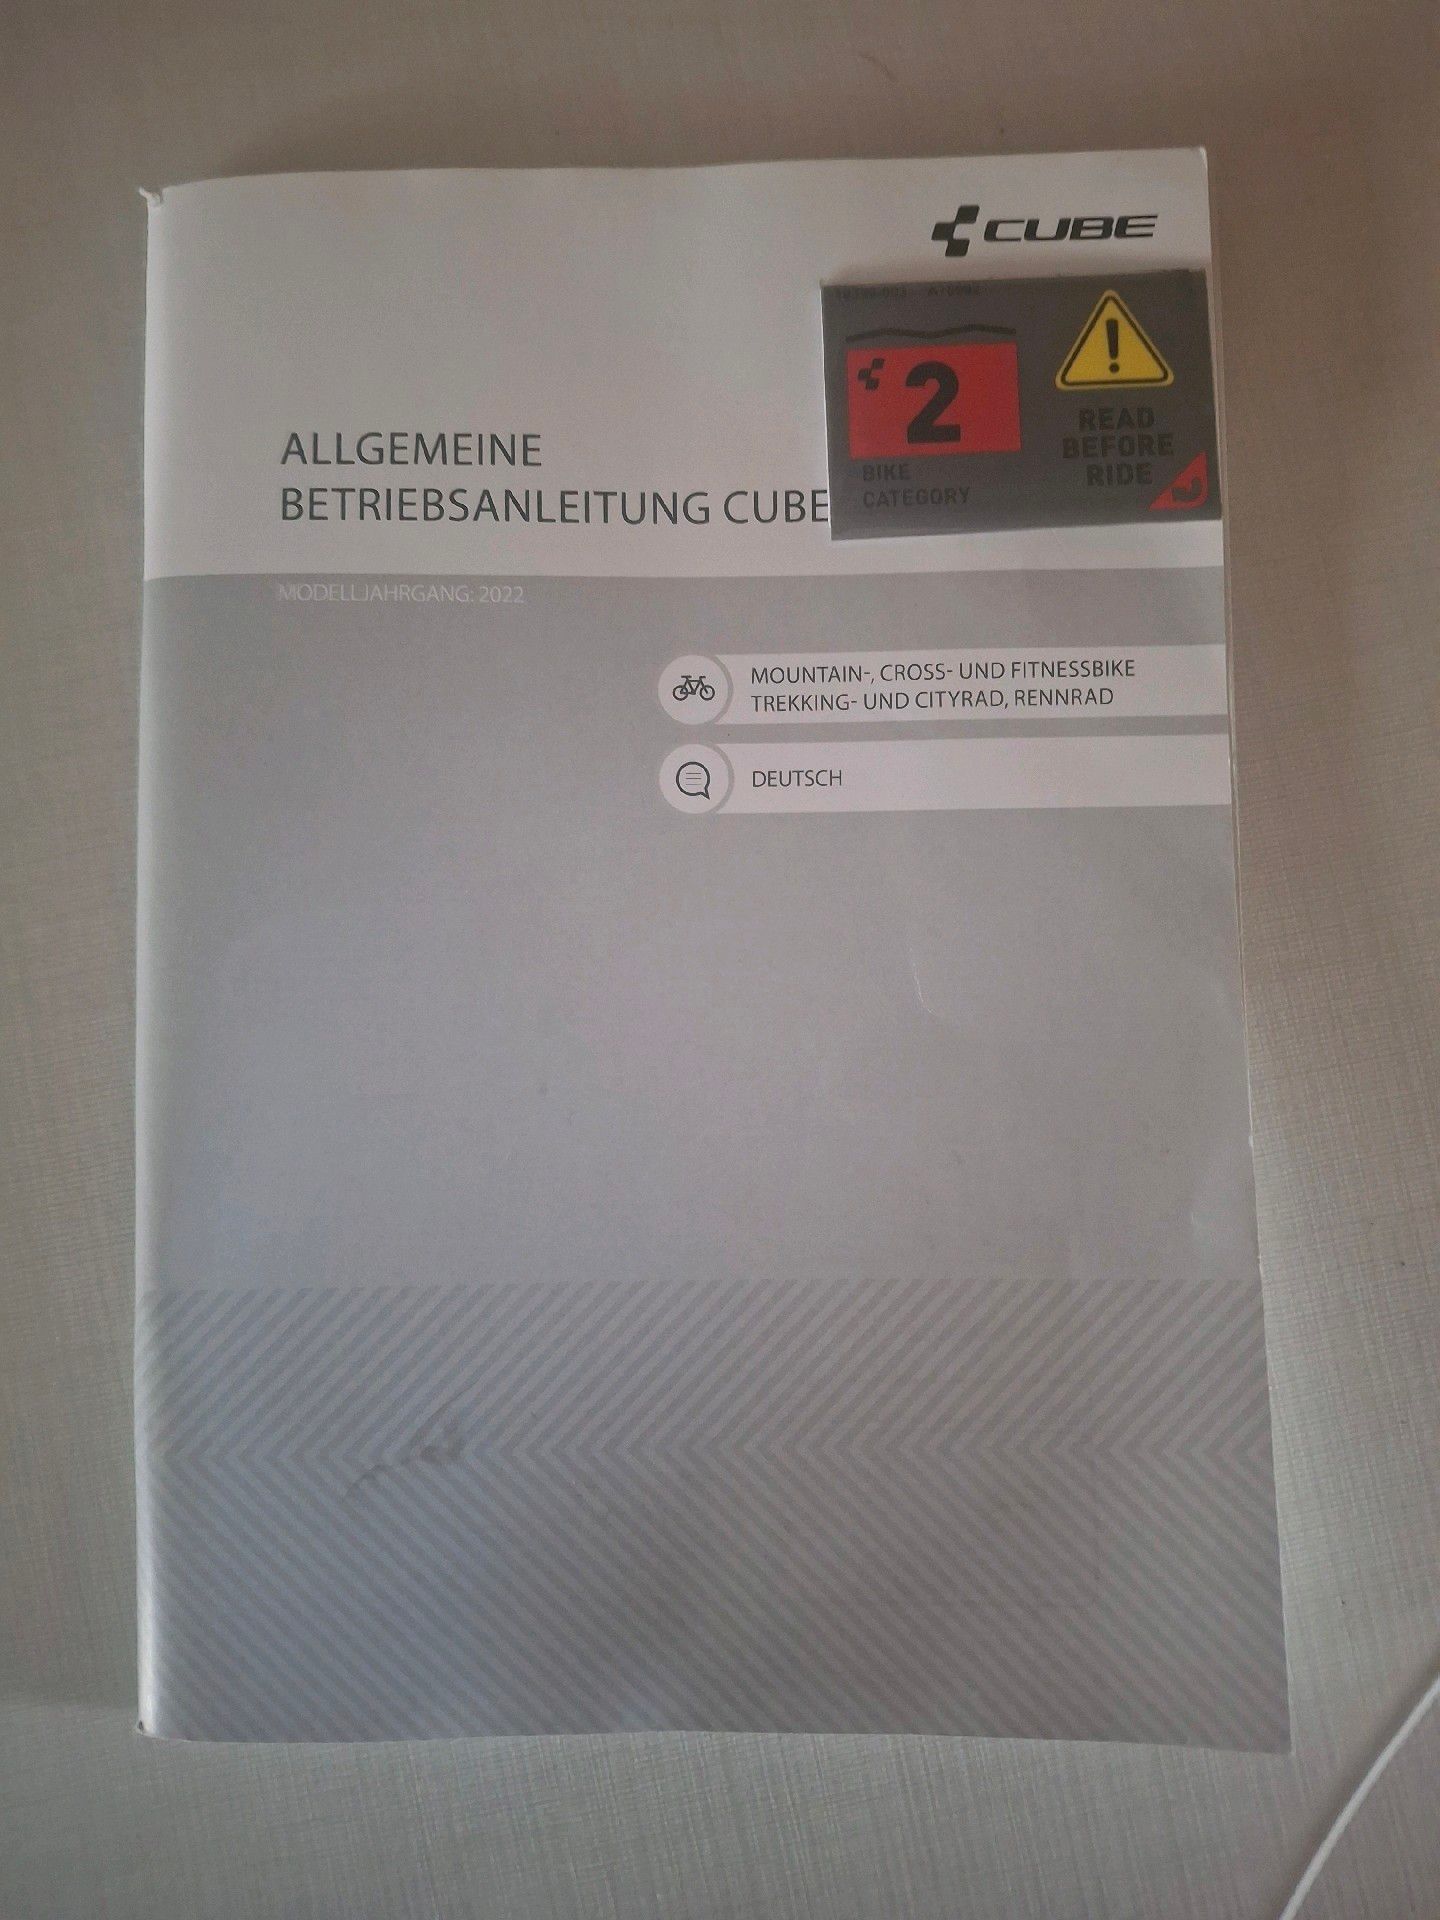 CUBE
2
BIKE
CATEGORY
READ
BEFORE
RIDE
ALLGEMEINE
BETRIEBSANLEITUNG CUBE
MODELLJAHRGANG: 2022
MOUNTAIN-, CROSS- UND FITNESSBIKE
TREKKING- UND CITYRAD, RENNRAD
DEUTSCH